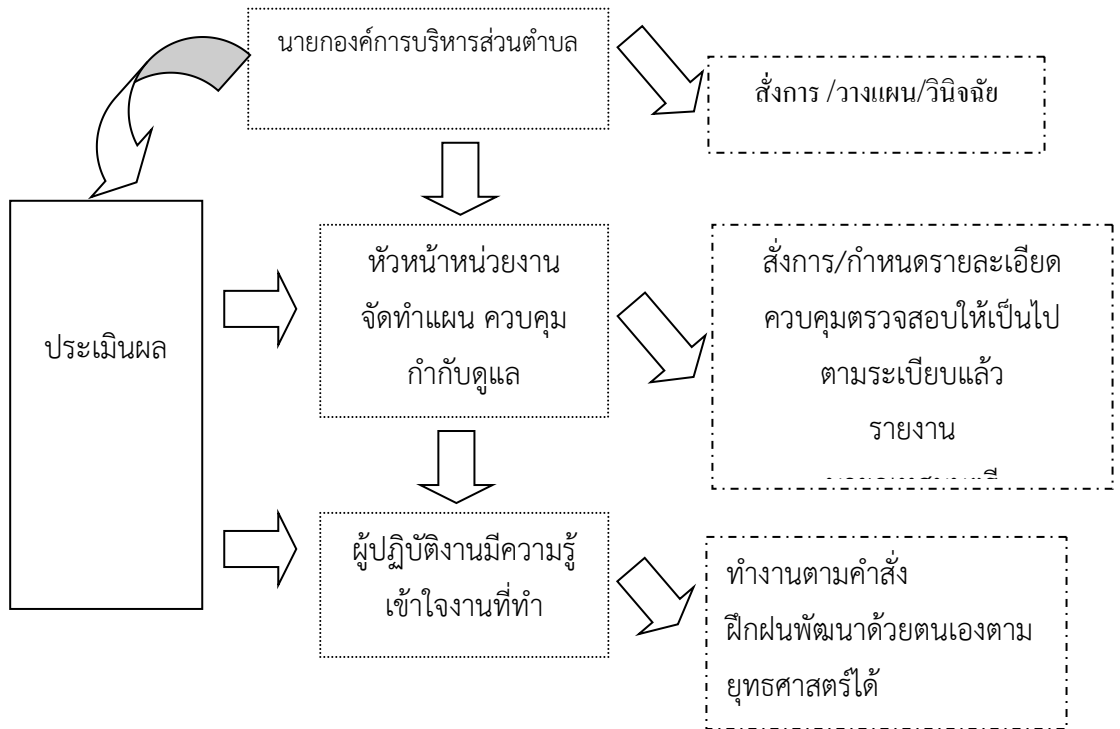 นายกองค์การบริหารส่วนตำบล
สั่งการ /วางแผน/วินิจฉัย
หัวหน้าหน่วยงาน
จัดทำแผน ควบคุม
กำกับดูแล
สั่งการ/กำหนดรายละเอียด
ควบคุมตรวจสอบให้เป็นไป
ตามระเบียบแล้ว
รายงาน
ประเมินผล
ผู้ปฏิบัติงานมีความรู้
เข้าใจงานที่ทำ
ทำงานตามคำสั่ง
ฝึกฝนพัฒนาด้วยตนเองตาม
ยุทธศาสตร์ได้